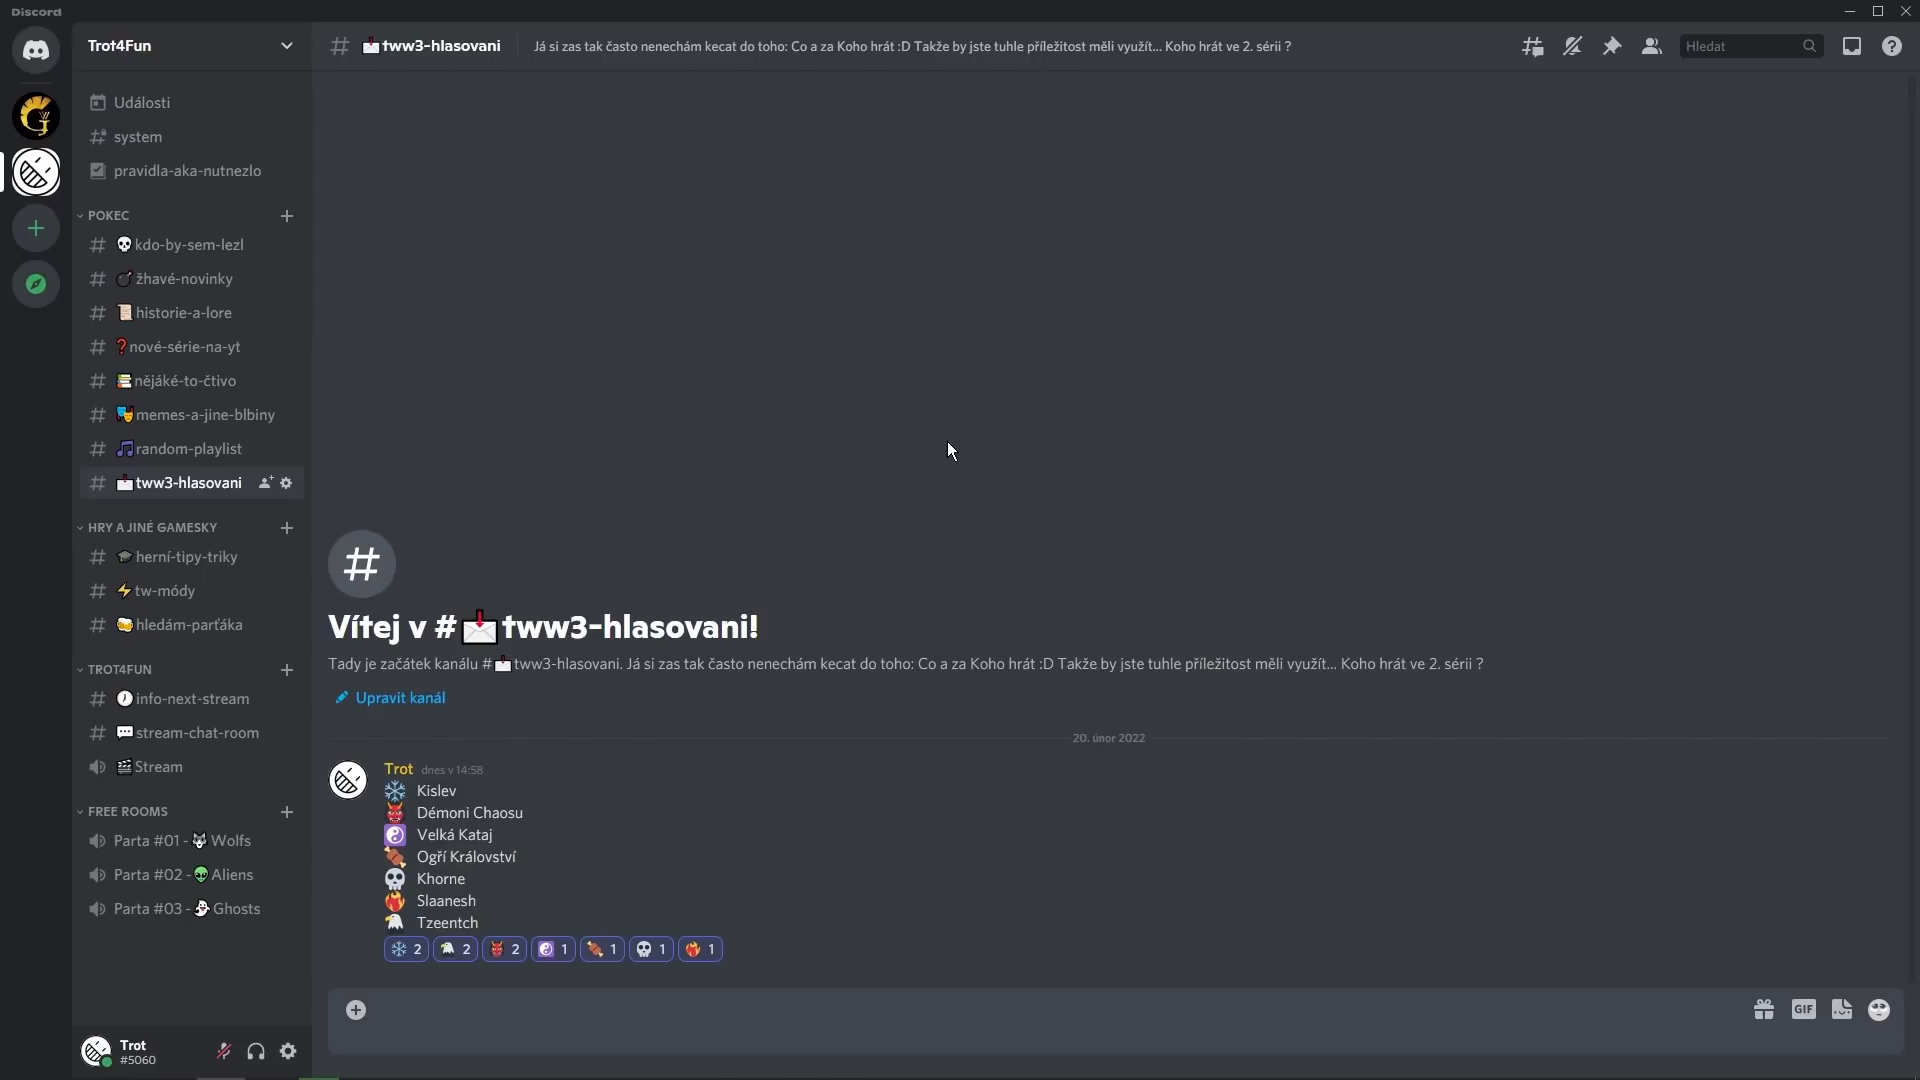 Discord
Trot4Fun
tww3-hlasovani
Já si zas tak často nenechám kecat do toho: Co a za Koho hrát :D Takže by jste tuhle příležitost měli využít... Koho hrát ve 2. sérii ?
Hledat
Události
system
pravidla-aka-nutnezlo
POKEC
kdo-by-sem-lezl
žhavé-novinky
historie-a-lore
❓nové-série-na-yt
nějáké-to-čtivo
memes-a-jine-blbiny
random-playlist
tww3-hlasovani
HRY A JINÉ GAMESKY
herní-tipy-triky
tw-módy
hledám-parťáka
TROT4FUN
info-next-stream
stream-chat-room
Stream
FREE ROOMS
Parta #01 - Wolfs
Parta #02 - Aliens
Parta #03 - Ghosts
Trot
#5060
#
Vítej v #tww3-hlasovani!
Tady je začátek kanálu #tww3-hlasovani. Já si zas tak často nenechám kecat do toho: Co a za Koho hrát :D Takže by jste tuhle příležitost měli využít... Koho hrát ve 2. sérii ?
Upravit kanál
20. únor 2022
Trot dnes v 14:58
Kislev
Démoni Chaosu
Velká Kataj
Ogří Království
Khorne
Slaanesh
Tzeentch
2 2 2 1 1 1 1
GIF